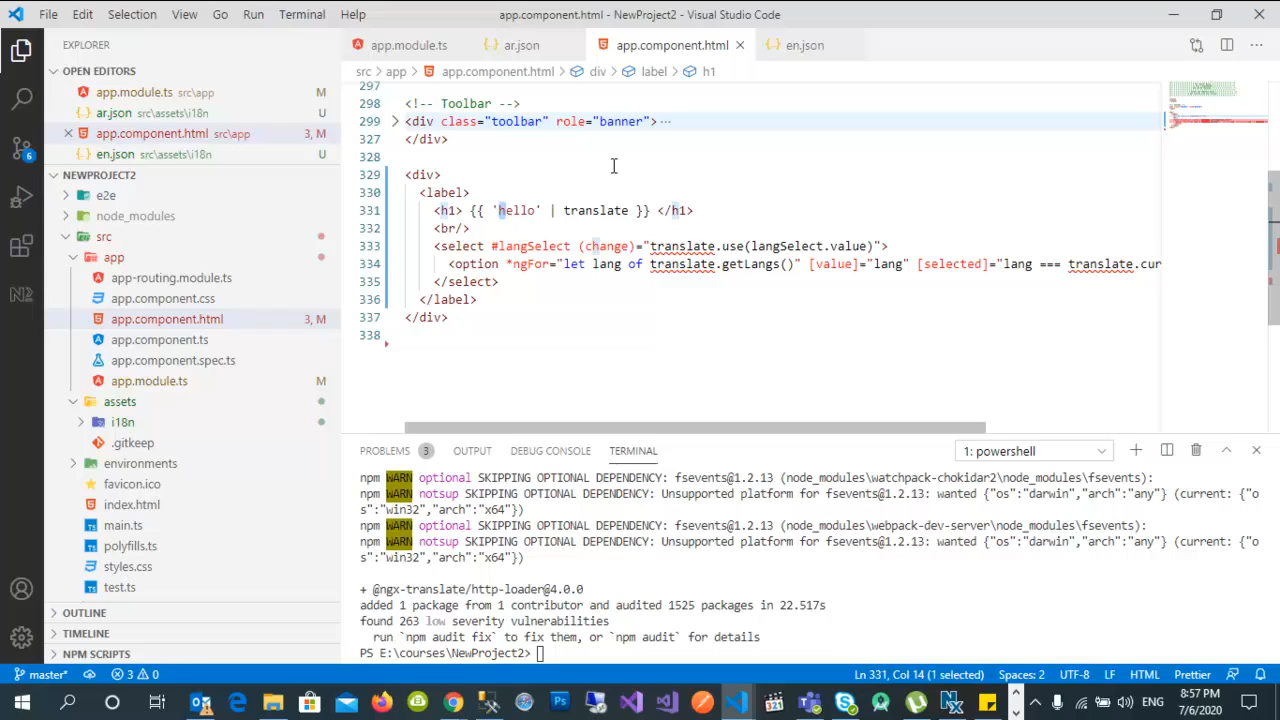 File Edit Selection View Go Run Terminal Help app.component.html - NewProject2 - Visual Studio Code
EXPLORER
OPEN EDITORS
app.module.ts src\app M
ar.json src\assets\i18n U
app.component.html src\app 3, M
en.json src\assets\i18n U
NEWPROJECT2
e2e
node_modules
src
app
app-routing.module.ts
app.component.css
app.component.html 3, M
app.component.ts
app.component.spec.ts
app.module.ts M
assets
i18n
.gitkeep
environments
favicon.ico
index.html
main.ts
polyfills.ts
styles.css
test.ts
OUTLINE
TIMELINE
NPM SCRIPTS
6
N2
app.module.ts ar.json app.component.html en.json
src > app > app.component.html > div > label > h1
297
298 <!-- Toolbar -->
299 <div class="toolbar" role="banner"> ...
327 </div>
328
329 <div>
330 <label>
331 <h1> {{ 'hello' | translate }} </h1>
332 <br/>
333 <select #langSelect (change)="translate.use(langSelect.value)">
334 <option *ngFor="let lang of translate.getLangs()" [value]="lang" [selected]="lang === translate.cur
335 </select>
336 </label>
337 </div>
338
PROBLEMS 3 OUTPUT DEBUG CONSOLE TERMINAL 1: powershell
npm WARN optional SKIPPING OPTIONAL DEPENDENCY: fsevents@1.2.13 (node_modules\watchpack-chokidar2\node_modules\fsevents):
npm WARN notsup SKIPPING OPTIONAL DEPENDENCY: Unsupported platform for fsevents@1.2.13: wanted {"os":"darwin","arch":"any"} (current: {"o
s":"win32","arch":"x64"})
npm WARN optional SKIPPING OPTIONAL DEPENDENCY: fsevents@1.2.13 (node_modules\webpack-dev-server\node_modules\fsevents):
npm WARN notsup SKIPPING OPTIONAL DEPENDENCY: Unsupported platform for fsevents@1.2.13: wanted {"os":"darwin","arch":"any"} (current: {"o
s":"win32","arch":"x64"})
+ @ngx-translate/http-loader@4.0.0
added 1 package from 1 contributor and audited 1525 packages in 22.517s
found 263 low severity vulnerabilities
run `npm audit fix` to fix them, or `npm audit` for details
PS E:\courses\NewProject2>
master* 3 0 Ln 331, Col 14 (1 selected) Spaces: 2 UTF-8 LF HTML Prettier
ENG 8:57 PM
7/6/2020